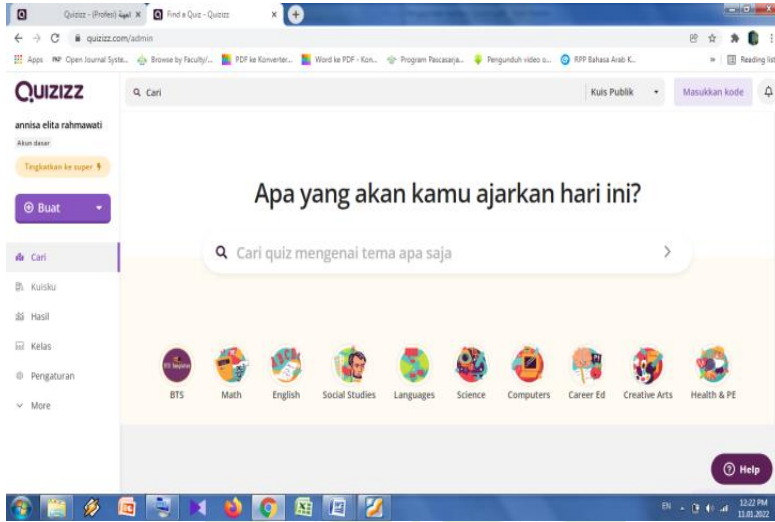 Quizizz - (Profesi) المهنة
Find a Quiz - Quizizz
quizizz.com/admin
Apps
Open Journal Syste...
Browse by Faculty/...
PDF ke Konverter...
Word ke PDF - Kon...
Program Pascasarja...
Pengunduh video o...
RPP Bahasa Arab K...
Reading list
QUIZIZZ
Cari
Kuis Publik
Masukkan kode
annisa elita rahmawati
Akun dasar
Tingkatkan ke super
Buat
Cari
Kuisku
Hasil
Kelas
Pengaturan
More
Apa yang akan kamu ajarkan hari ini?
Cari quiz mengenai tema apa saja
BTS
Math
English
Social Studies
Languages
Science
Computers
Career Ed
Creative Arts
Health & PE
Help
EN
12:22 PM
11.01.2022